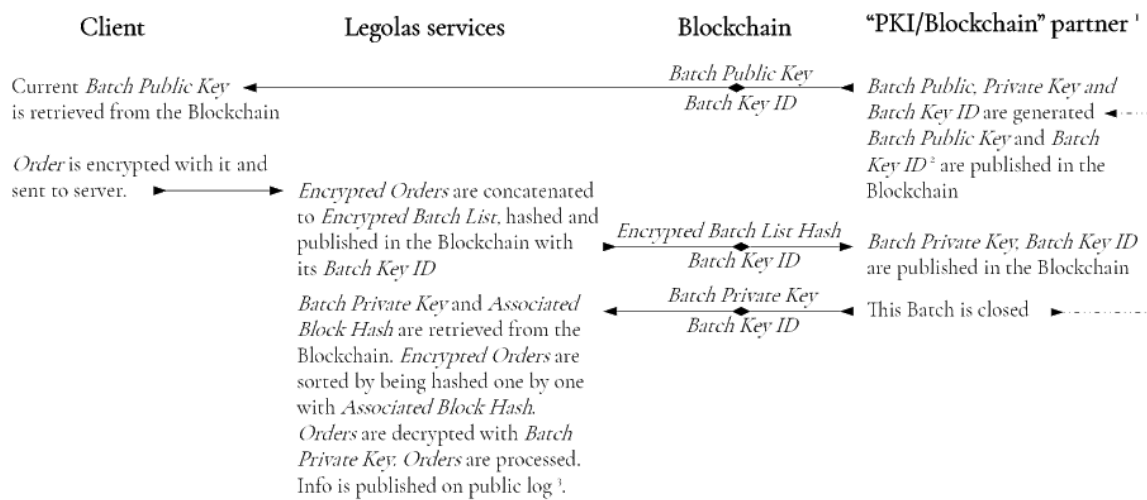 Client
Legolas services
Blockchain
“PKI/Blockchain” partner ¹
Current Batch Public Key
is retrieved from the Blockchain
Batch Public Key
Batch Key ID
Batch Public, Private Key and
Batch Key ID are generated
Batch Public Key and Batch
Key ID ² are published in the
Blockchain
Order is encrypted with it and
sent to server.
Encrypted Orders are concatenated
to Encrypted Batch List, hashed and
published in the Blockchain with
its Batch Key ID
Encrypted Batch List Hash
Batch Key ID
Batch Private Key, Batch Key ID
are published in the Blockchain
Batch Private Key and Associated
Block Hash are retrieved from the
Blockchain. Encrypted Orders are
sorted by being hashed one by one
with Associated Block Hash.
Orders are decrypted with Batch
Private Key. Orders are processed.
Info is published on public log ³.
Batch Private Key
Batch Key ID
This Batch is closed